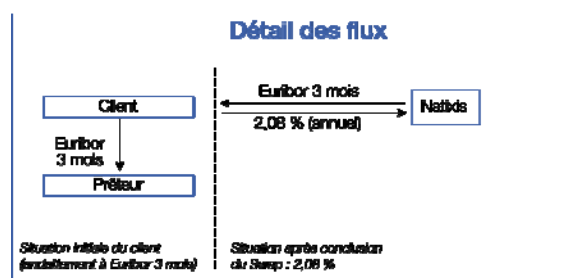 Détail des flux
Euribor 3 mois
Client
Natixis
2,08 % (annuel)
Euribor
3 mois
Prêteur
Situation initiale du client
(endettement à Euribor 3 mois)
Situation après conclusion
du Swap : 2,08 %